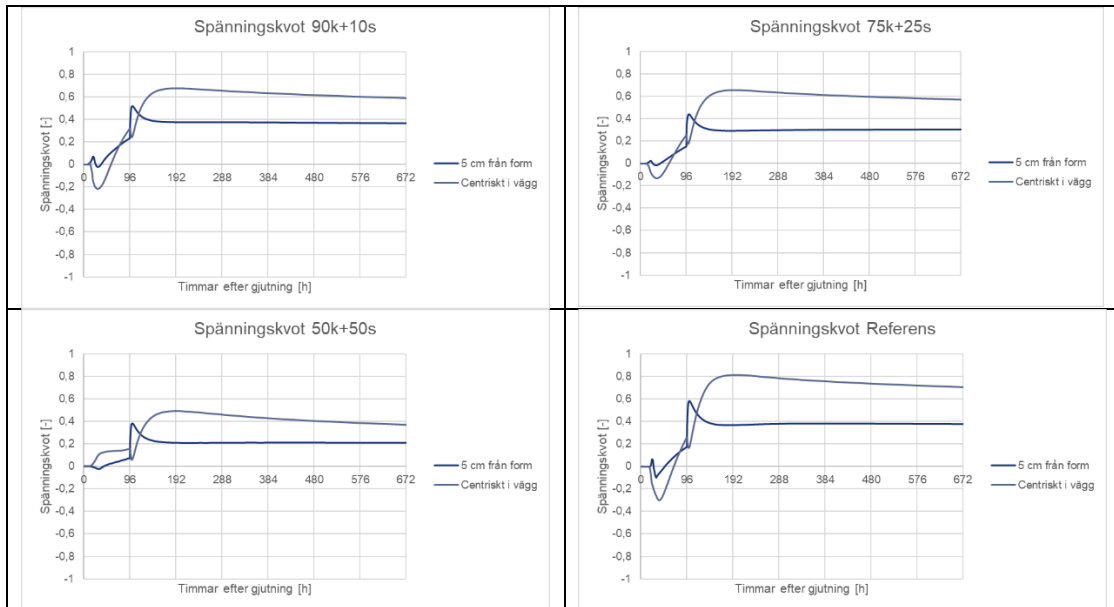 Spänningskvot 90k+10s
1
0,8
0,6
0,4
0,2
0
-0,2
-0,4
-0,6
-0,8
-1
0 96 192 288 384 480 576 672
Spänningskvot [-]
Timmar efter gjutning [h]
5 cm från form
Centriskt i vägg
Spänningskvot 75k+25s
1
0,8
0,6
0,4
0,2
0
-0,2
-0,4
-0,6
-0,8
-1
0 96 192 288 384 480 576 672
Spänningskvot [-]
Timmar efter gjutning [h]
5 cm från form
Centriskt i vägg
Spänningskvot 50k+50s
1
0,8
0,6
0,4
0,2
0
-0,2
-0,4
-0,6
-0,8
-1
0 96 192 288 384 480 576 672
Spänningskvot [-]
Timmar efter gjutning [h]
5 cm från form
Centriskt i vägg
Spänningskvot Referens
1
0,8
0,6
0,4
0,2
0
-0,2
-0,4
-0,6
-0,8
-1
0 96 192 288 384 480 576 672
Spänningskvot [-]
Timmar efter gjutning [h]
5 cm från form
Centriskt i vägg